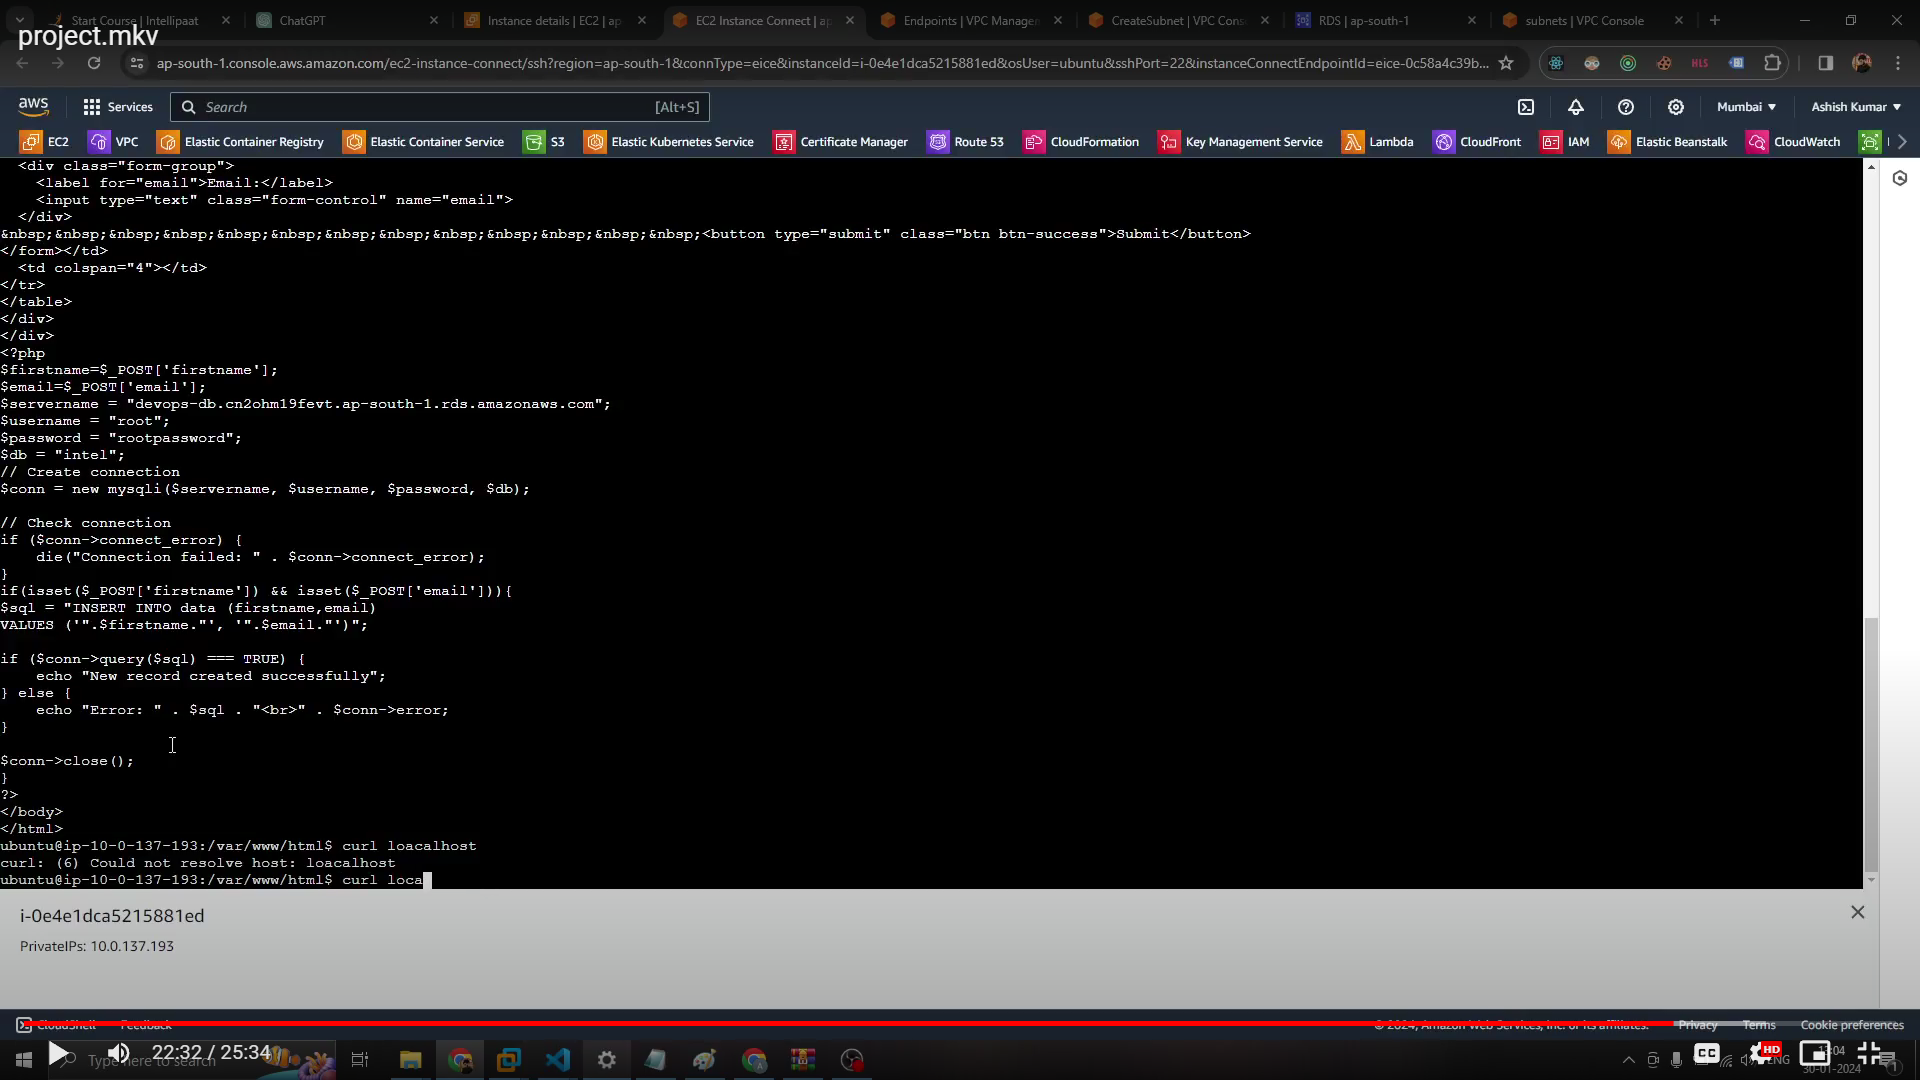 Start Course | Intellipaat
ChatGPT
Instance details | EC2 | ap
EC2 Instance Connect | ap
Endpoints | VPC Manager
CreateSubnet | VPC Cons
RDS | ap-south-1
subnets | VPC Console
project.mkv
ap-south-1.console.aws.amazon.com/ec2-instance-connect/ssh?region=ap-south-1&connType=eice&instanceId=i-0e4e1dca5215881ed&osUser=ubuntu&sshPort=22&instanceConnectEndpointId=eice-0c58a4c39b...
aws Services Search [Alt+S] Mumbai Ashish Kumar
EC2 VPC Elastic Container Registry Elastic Container Service S3 Elastic Kubernetes Service Certificate Manager Route 53 CloudFormation Key Management Service Lambda CloudFront IAM Elastic Beanstalk CloudWatch
<div class="form-group">
<label for="email">Email:</label>
<input type="text" class="form-control" name="email">
</div>
&nbsp;&nbsp;&nbsp;&nbsp;&nbsp;&nbsp;&nbsp;&nbsp;&nbsp;&nbsp;&nbsp;&nbsp;&nbsp;<button type="submit" class="btn btn-success">Submit</button>
</form></td>
<td colspan="4"></td>
</tr>
</table>
</div>
</div>
<?php
$firstname=$_POST['firstname'];
$email=$_POST['email'];
$servername = "devops-db.cn2ohm19fevt.ap-south-1.rds.amazonaws.com";
$username = "root";
$password = "rootpassword";
$db = "intel";
// Create connection
$conn = new mysqli($servername, $username, $password, $db);
// Check connection
if ($conn->connect_error) {
die("Connection failed: " . $conn->connect_error);
}
if(isset($_POST['firstname']) && isset($_POST['email'])){
$sql = "INSERT INTO data (firstname,email)
VALUES ('".$firstname."', '".$email."')";
if ($conn->query($sql) === TRUE) {
echo "New record created successfully";
} else {
echo "Error: " . $sql . "<br>" . $conn->error;
}
$conn->close();
}
?>
</body>
</html>
ubuntu@ip-10-0-137-193:/var/www/html$ curl loacalhost
curl: (6) Could not resolve host: loacalhost
ubuntu@ip-10-0-137-193:/var/www/html$ curl loca
i-0e4e1dca5215881ed
PrivateIPs: 10.0.137.193
CloudShell Feedback © 2024, Amazon Web Services, Inc. or its affiliates. Privacy Terms Cookie preferences
Type here to search
22:32 / 25:34
CC HD
ENG
30-01-2024